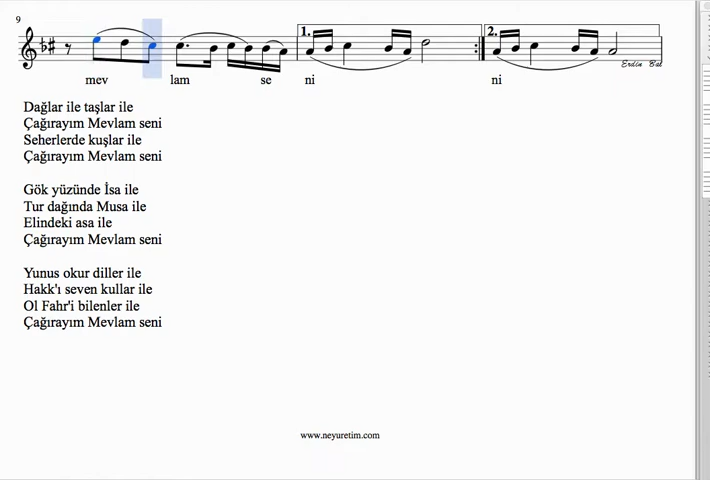 9
1.
2.
Erdin Bal
mev lam se ni ni
Dağlar ile taşlar ile
Çağırayım Mevlam seni
Seherlerde kuşlar ile
Çağırayım Mevlam seni
Gök yüzünde İsa ile
Tur dağında Musa ile
Elindeki asa ile
Çağırayım Mevlam seni
Yunus okur diller ile
Hakk'ı seven kullar ile
Ol Fahr'i bilenler ile
Çağırayım Mevlam seni
www.neyuretim.com